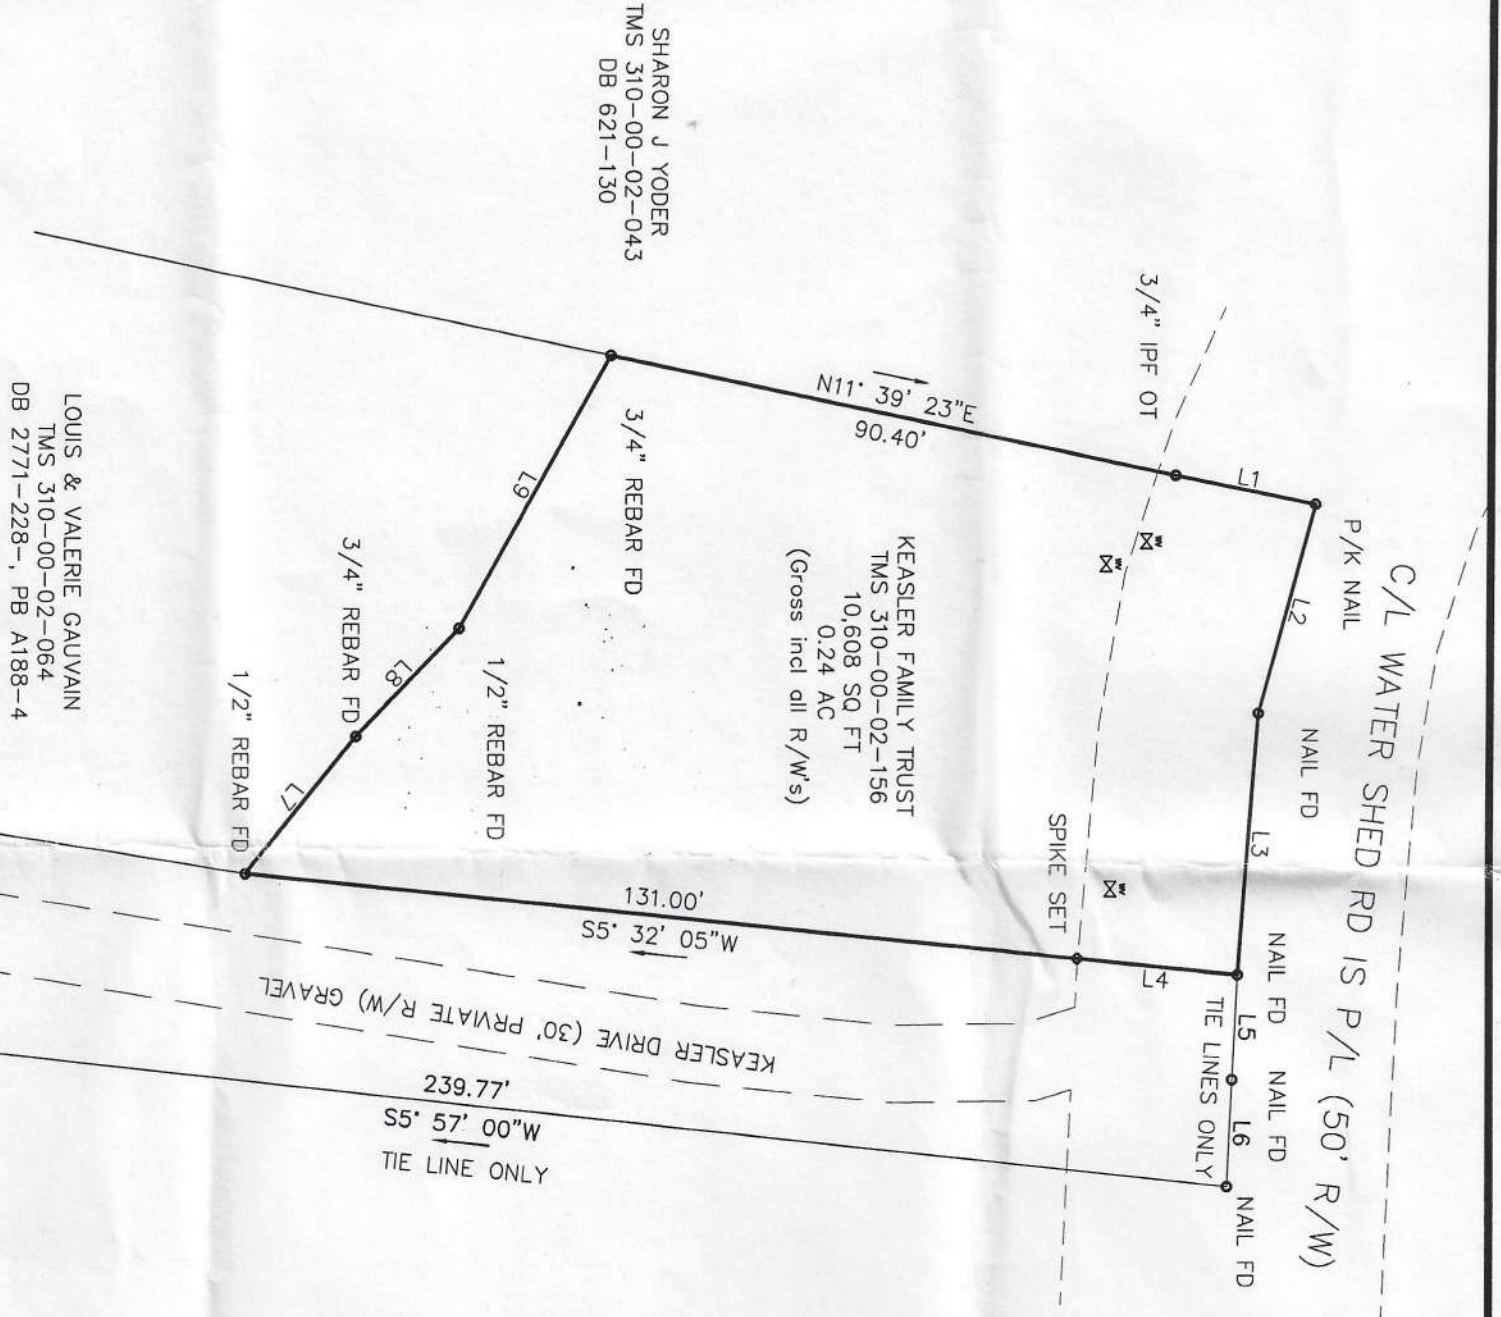 C/L WATER SHED RD IS P/L (50' R/W)
P/K NAIL
NAIL FD
NAIL FD
NAIL FD
NAIL FD
L1
L2
L3
L4
L5
L6
TIE LINES ONLY
3/4" IPF OT
SPIKE SET
W
W
W
N11° 39' 23"E
90.40'
KEASLER FAMILY TRUST
TMS 310-00-02-156
10,608 SQ FT
0.24 AC
(Gross incl all R/W's)
SHARON J YODER
TMS 310-00-02-043
DB 621-130
3/4" REBAR FD
L9
1/2" REBAR FD
L8
3/4" REBAR FD
L7
1/2" REBAR FD
131.00'
S5° 32' 05"W
KEASLER DRIVE (30' PRVIATE R/W) GRAVEL
239.77'
S5° 57' 00"W
TIE LINE ONLY
LOUIS & VALERIE GAUVAIN
TMS 310-00-02-064
DB 2771-228-, PB A188-4